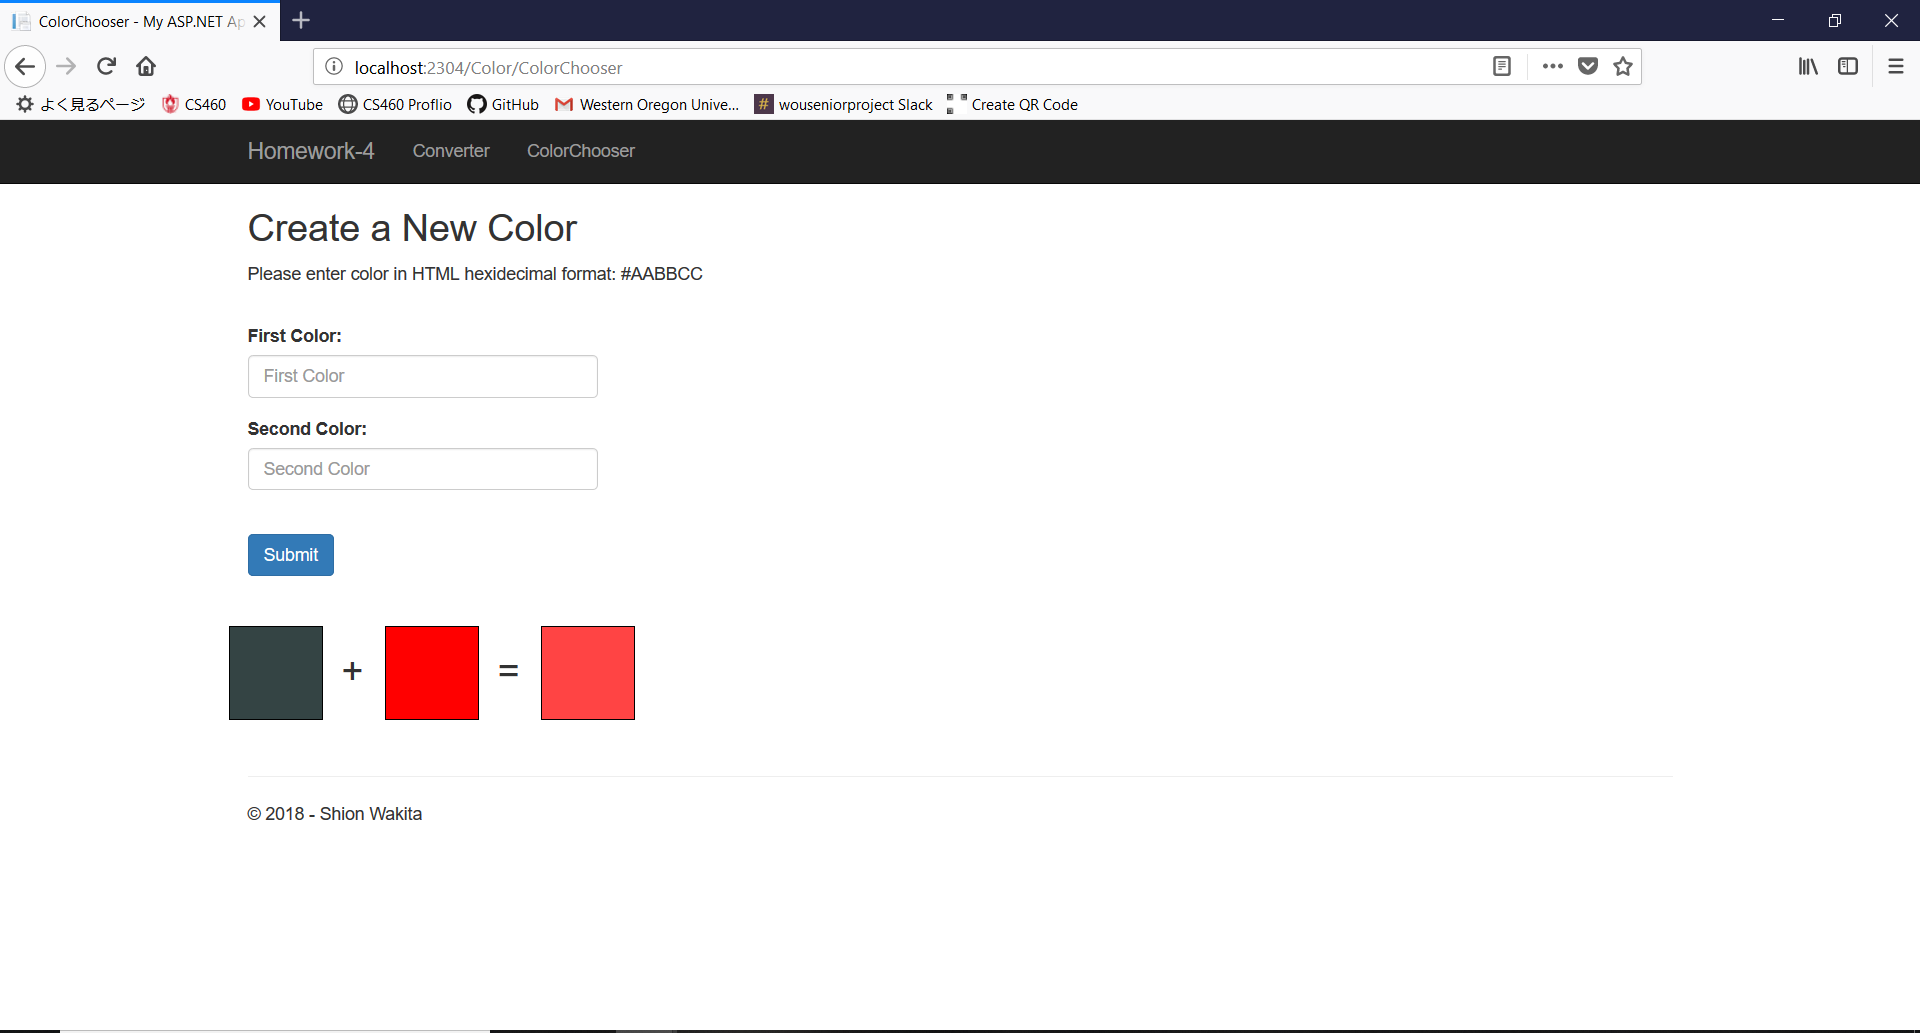 ColorChooser - My ASP.NET Ap
localhost:2304/Color/ColorChooser
よく見るページ CS460 YouTube CS460 Proflio GitHub Western Oregon Unive... # wouseniorproject Slack Create QR Code
Homework-4 Converter ColorChooser
Create a New Color
Please enter color in HTML hexidecimal format: #AABBCC
First Color:
First Color
Second Color:
Second Color
Submit
+ =
© 2018 - Shion Wakita